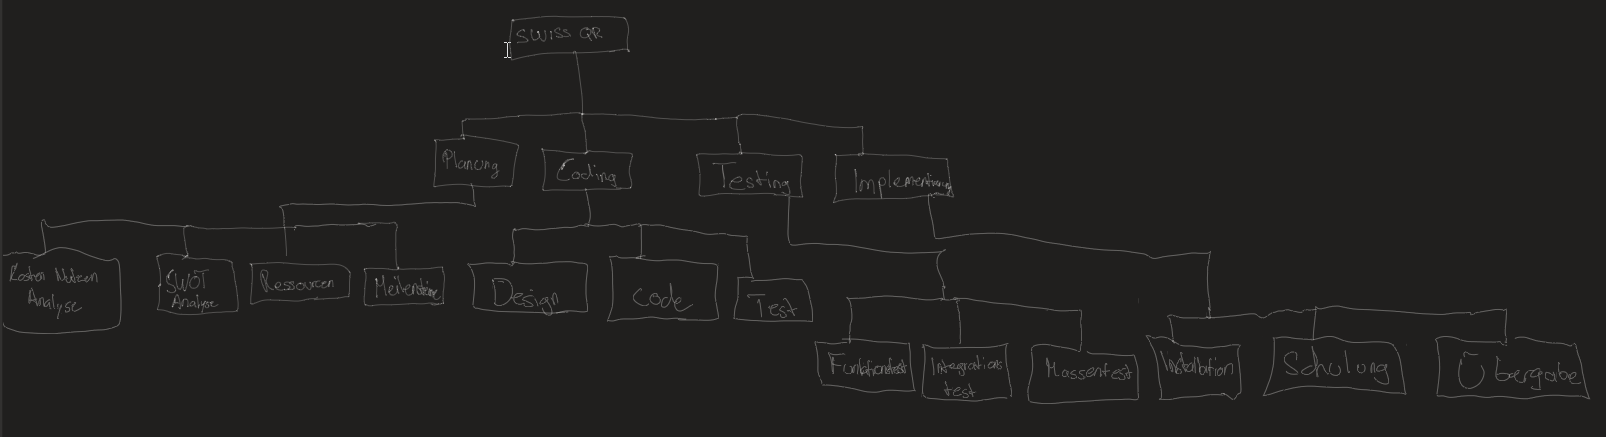 Swiss QR
Planung
Coding
Testing
Implementierung
Kosten Nutzen
Analyse
SWOT
Analyse
Ressourcen
Meilensteine
Design
Code
Test
Funktionstest
Integrations
test
Massentest
Installation
Schulung
Übergabe